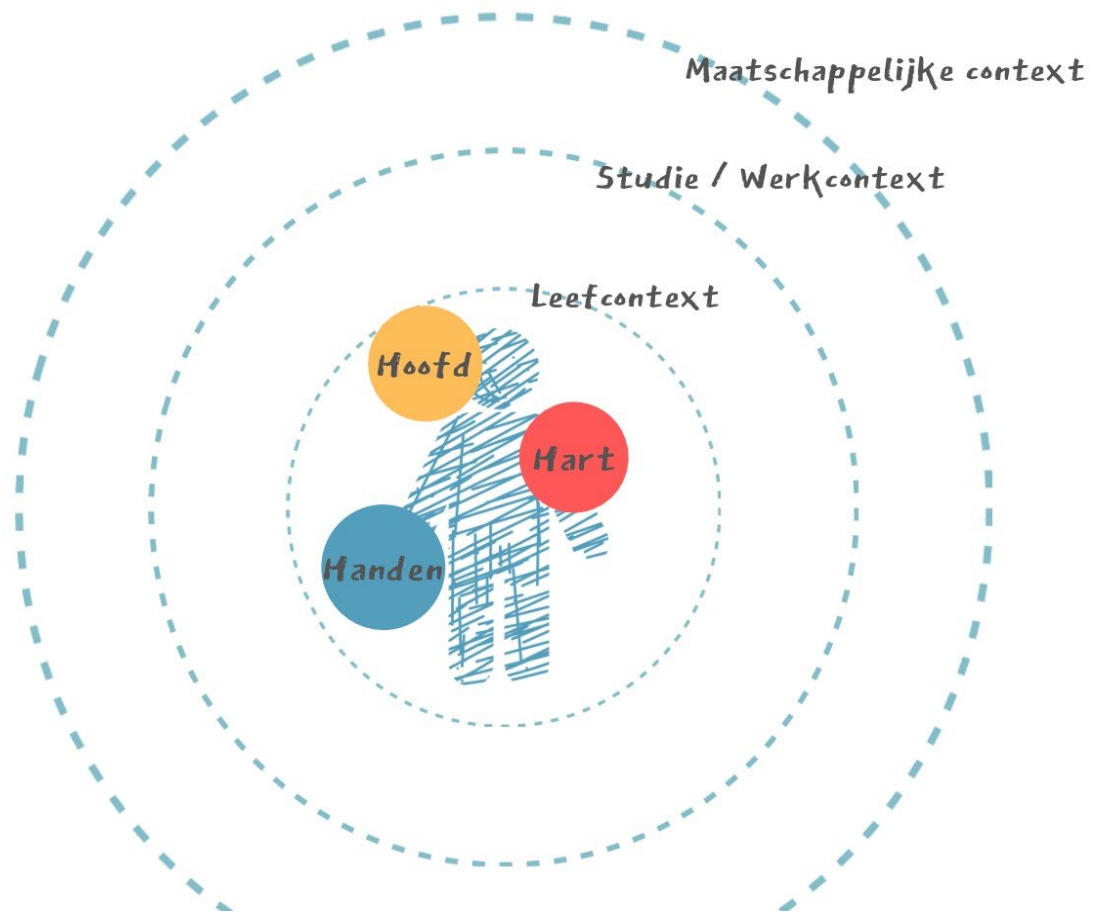 Maatschappelijke context
Studie / Werkcontext
Leefcontext
Hoofd
Hart
Handen